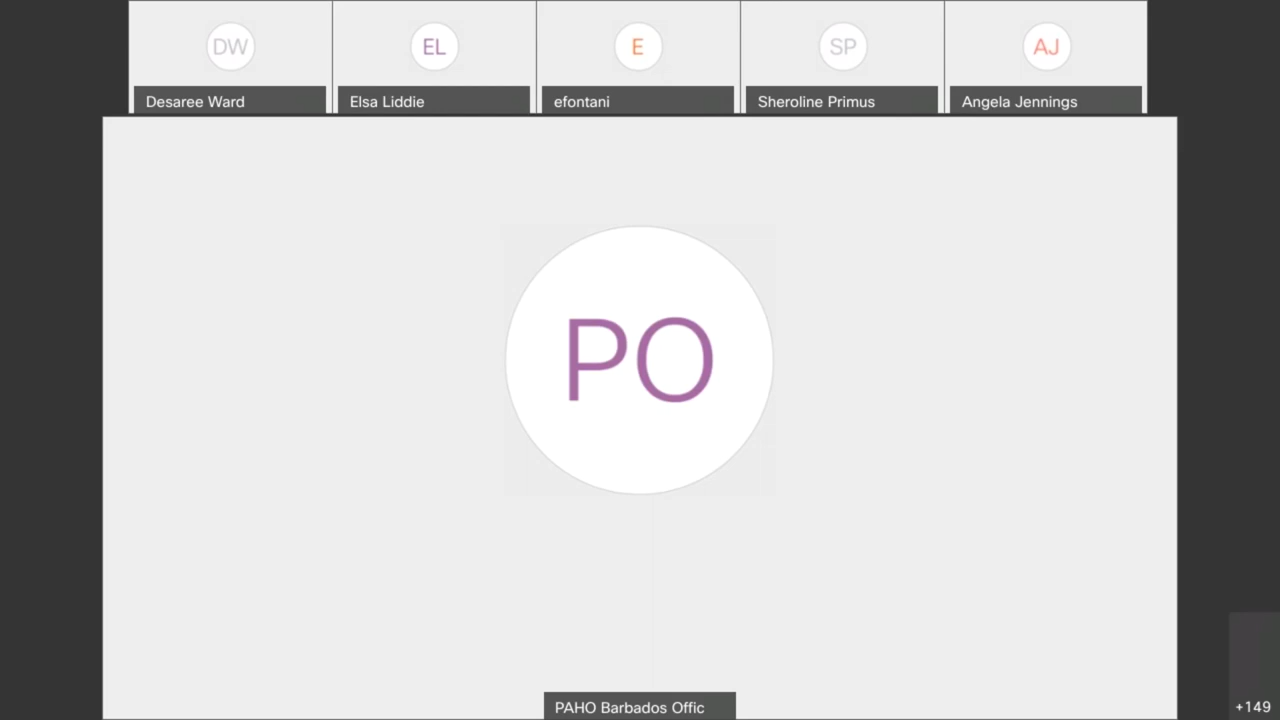 DW
EL
E
SP
AJ
Desaree Ward
Elsa Liddie
efontani
Sheroline Primus
Angela Jennings
PO
PAHO Barbados Offic
+149